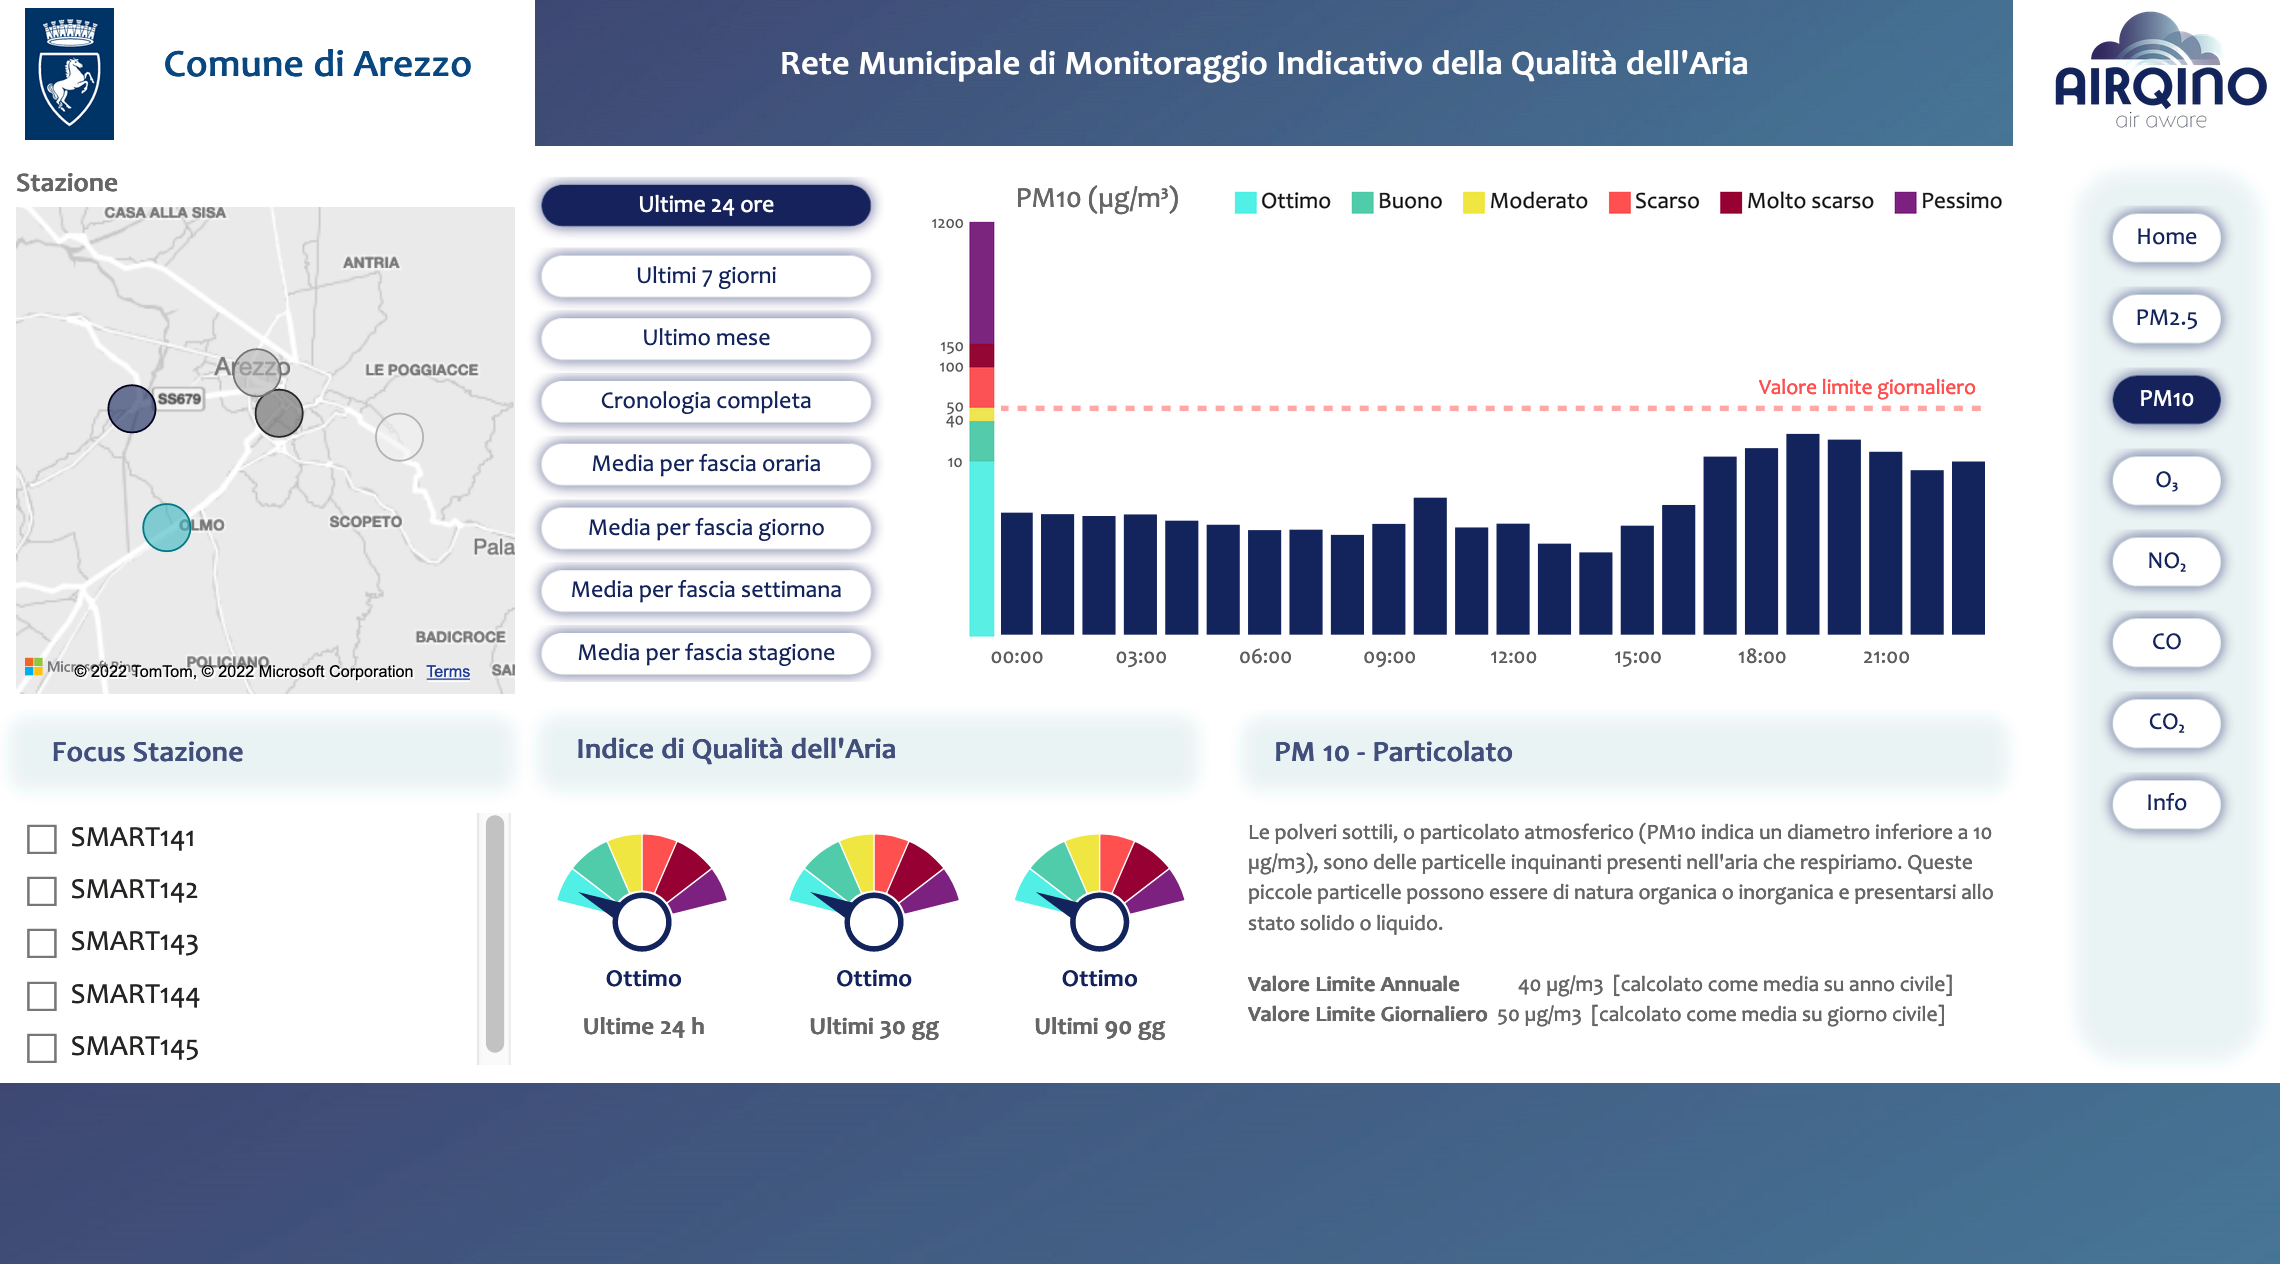 Comune di Arezzo
Rete Municipale di Monitoraggio Indicativo della Qualità dell'Aria
AIRQINO
air aware
Stazione
CASA ALLA SISA
ANTRIA
Arezzo
LE POGGIACCE
SS679
OLMO
SCOPETO
Pala
BADICROCE
POLICIANO
SAI
Microsoft Bing
© 2022 TomTom, © 2022 Microsoft Corporation Terms
Ultime 24 ore
Ultimi 7 giorni
Ultimo mese
Cronologia completa
Media per fascia oraria
Media per fascia giorno
Media per fascia settimana
Media per fascia stagione
PM10 (µg/m³)
Ottimo Buono Moderato Scarso Molto scarso Pessimo
1200
150
100
50
40
10
Valore limite giornaliero
00:00 03:00 06:00 09:00 12:00 15:00 18:00 21:00
Home
PM2.5
PM10
O₃
NO₂
CO
CO₂
Info
Focus Stazione
SMART141
SMART142
SMART143
SMART144
SMART145
Indice di Qualità dell'Aria
Ottimo Ottimo Ottimo
Ultime 24 h Ultimi 30 gg Ultimi 90 gg
PM 10 - Particolato
Le polveri sottili, o particolato atmosferico (PM10 indica un diametro inferiore a 10
µg/m3), sono delle particelle inquinanti presenti nell'aria che respiriamo. Queste
piccole particelle possono essere di natura organica o inorganica e presentarsi allo
stato solido o liquido.
Valore Limite Annuale 40 µg/m3 [calcolato come media su anno civile]
Valore Limite Giornaliero 50 µg/m3 [calcolato come media su giorno civile]